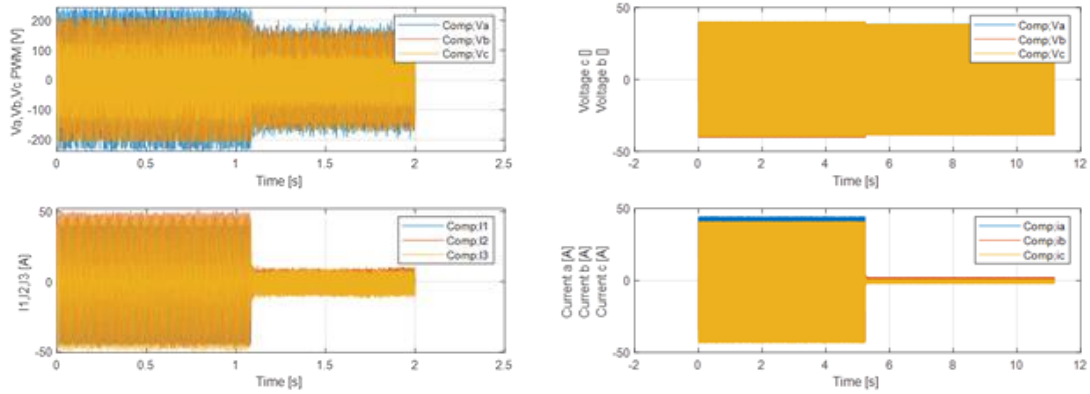 Va,Vb,Vc PWM [V]
200
100
0
-100
-200
Comp;Va
Comp;Vb
Comp;Vc
0 0.5 1 1.5 2 2.5
Time [s]
Voltage c []
Voltage b []
50
0
-50
Comp;Va
Comp;Vb
Comp;Vc
-2 0 2 4 6 8 10 12
Time [s]
I1,I2,I3 [A]
50
0
-50
Comp;I1
Comp;I2
Comp;I3
0 0.5 1 1.5 2 2.5
Time [s]
Current a [A]
Current b [A]
Current c [A]
50
0
-50
Comp;ia
Comp;ib
Comp;ic
-2 0 2 4 6 8 10 12
Time [s]